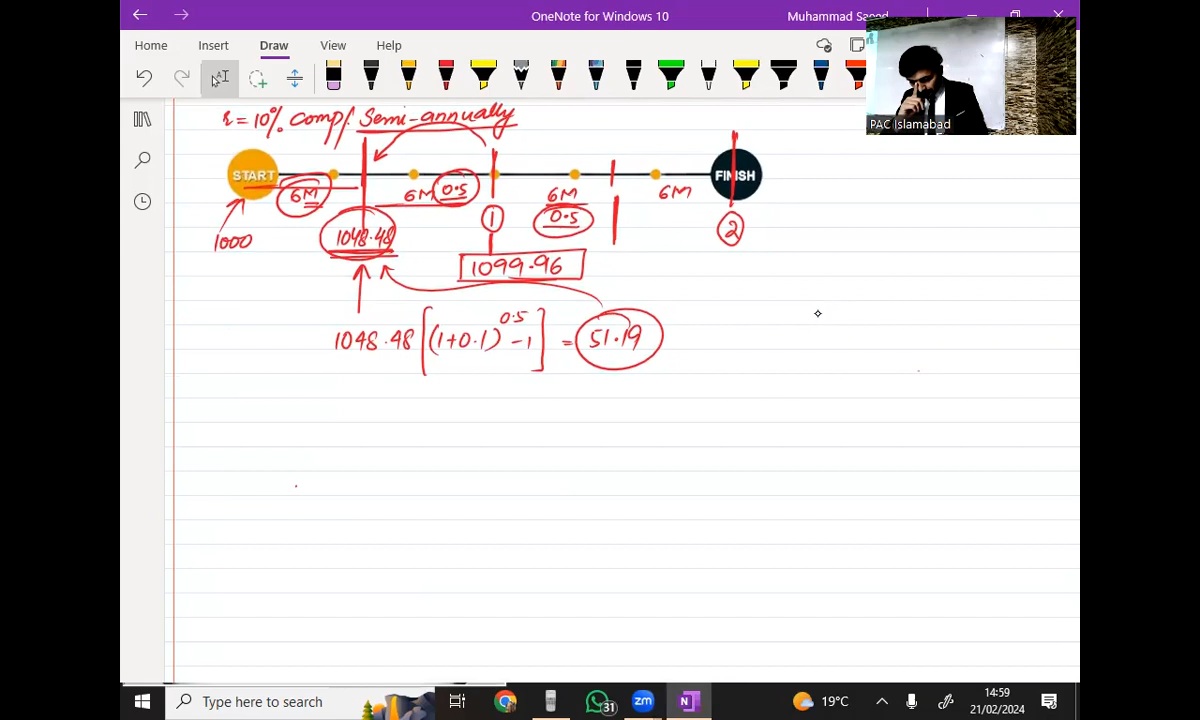 OneNote for Windows 10
Muhammad Saeed
Home Insert Draw View Help
PAC Islamabad
r = 10% comp/. Semi-annually
START FINISH
6M 6M 0.5 6M 6M
0.5
1000 1048.48 1 2
1099.96
1048.48 [(1+0.1)^0.5 - 1] = 51.19
Type here to search
31
zm
N
19°C
14:59
21/02/2024